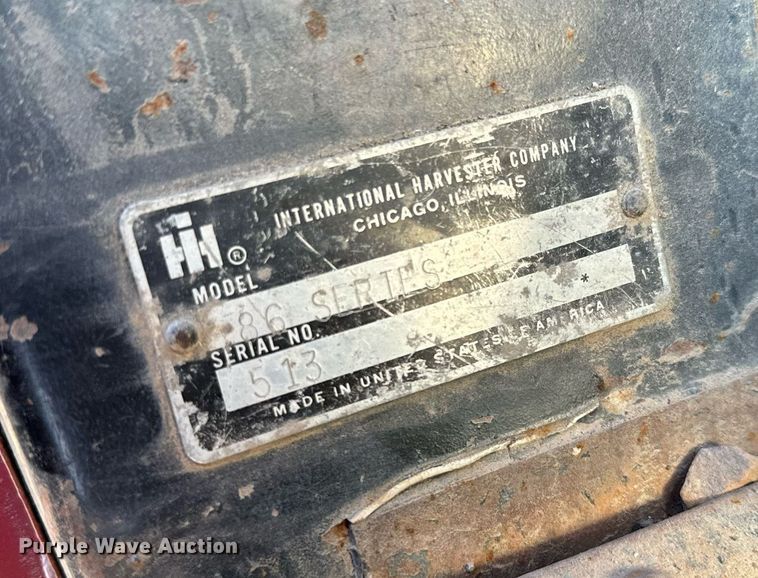 IH ®
INTERNATIONAL HARVESTER COMPANY
CHICAGO, ILLINOIS
MODEL
86 SERIES
SERIAL NO.
513 *
MADE IN UNITED STATES OF AMERICA
Purple Wave Auction